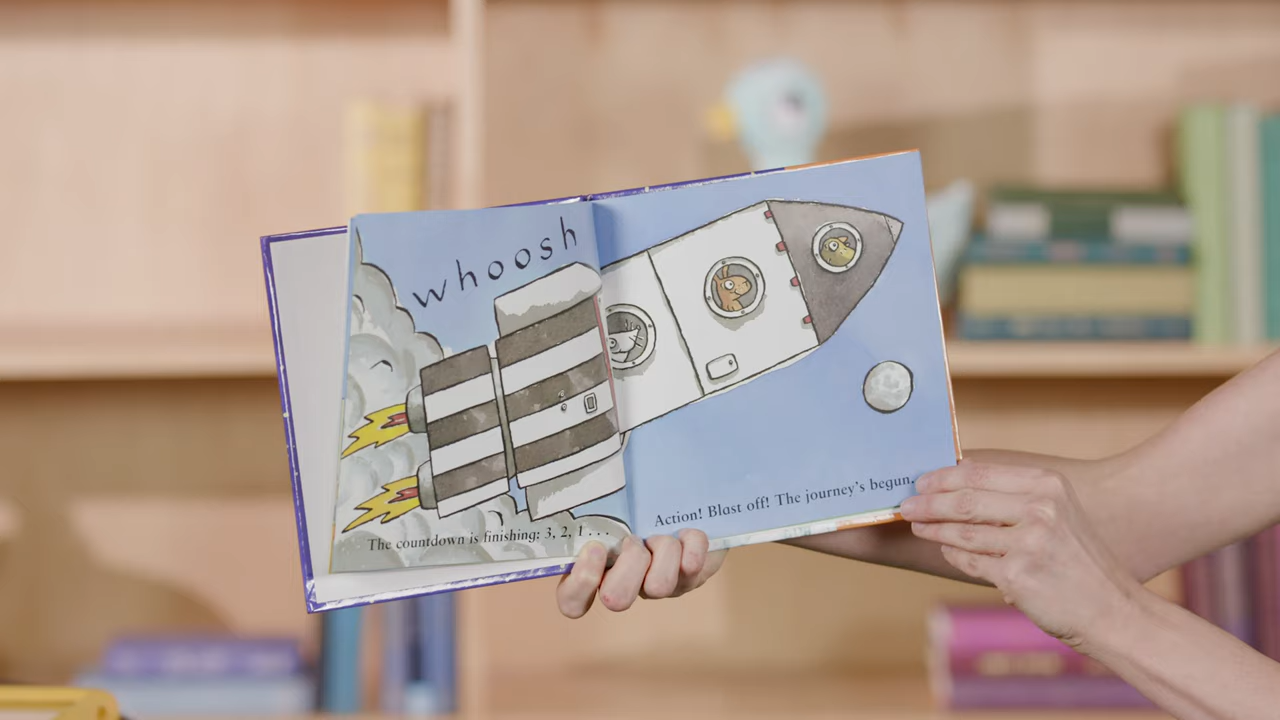 whoosh
The countdown is finishing: 3, 2, 1 . . .
Action! Blast off! The journey's begun.